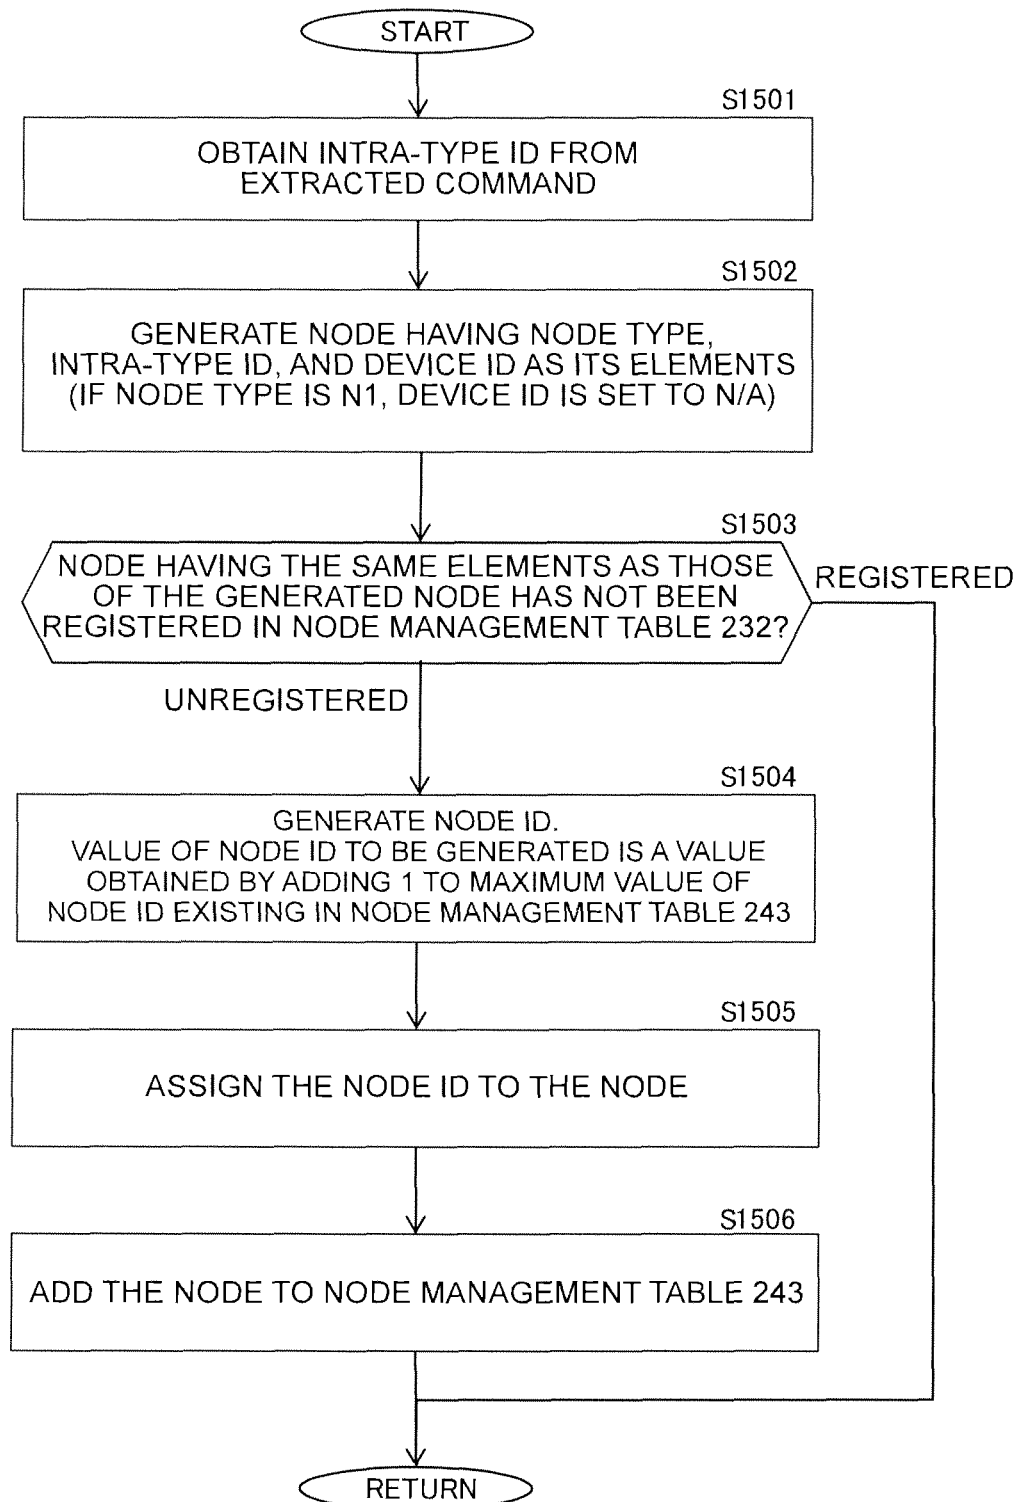 START
S1501
OBTAIN INTRA-TYPE ID FROM
EXTRACTED COMMAND
S1502
GENERATE NODE HAVING NODE TYPE,
INTRA-TYPE ID, AND DEVICE ID AS ITS ELEMENTS
(IF NODE TYPE IS N1, DEVICE ID IS SET TO N/A)
S1503
NODE HAVING THE SAME ELEMENTS AS THOSE
OF THE GENERATED NODE HAS NOT BEEN
REGISTERED IN NODE MANAGEMENT TABLE 232?
REGISTERED
UNREGISTERED
S1504
GENERATE NODE ID.
VALUE OF NODE ID TO BE GENERATED IS A VALUE
OBTAINED BY ADDING 1 TO MAXIMUM VALUE OF
NODE ID EXISTING IN NODE MANAGEMENT TABLE 243
S1505
ASSIGN THE NODE ID TO THE NODE
S1506
ADD THE NODE TO NODE MANAGEMENT TABLE 243
RETURN